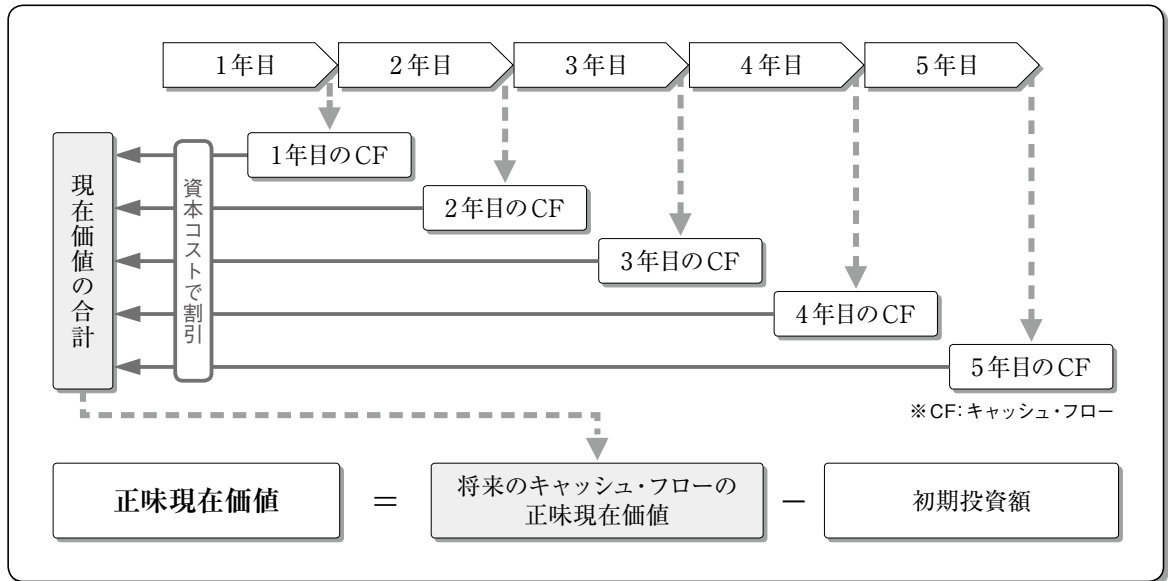 1年目
2年目
3年目
4年目
5年目
1年目のCF
2年目のCF
3年目のCF
4年目のCF
5年目のCF
資本コストで割引
現在価値の合計
※CF：キャッシュ・フロー
正味現在価値
＝
将来のキャッシュ・フローの
正味現在価値
－
初期投資額